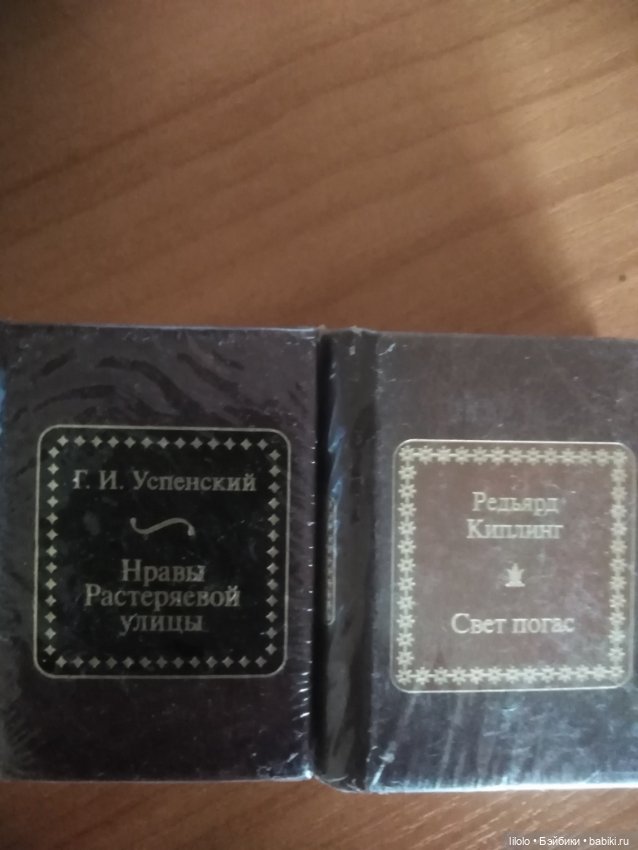 Г. И. Успенский
Нравы
Растеряевой
улицы
Редьярд
Киплинг
Свет погас
lilolo • Бэйбики • babiki.ru